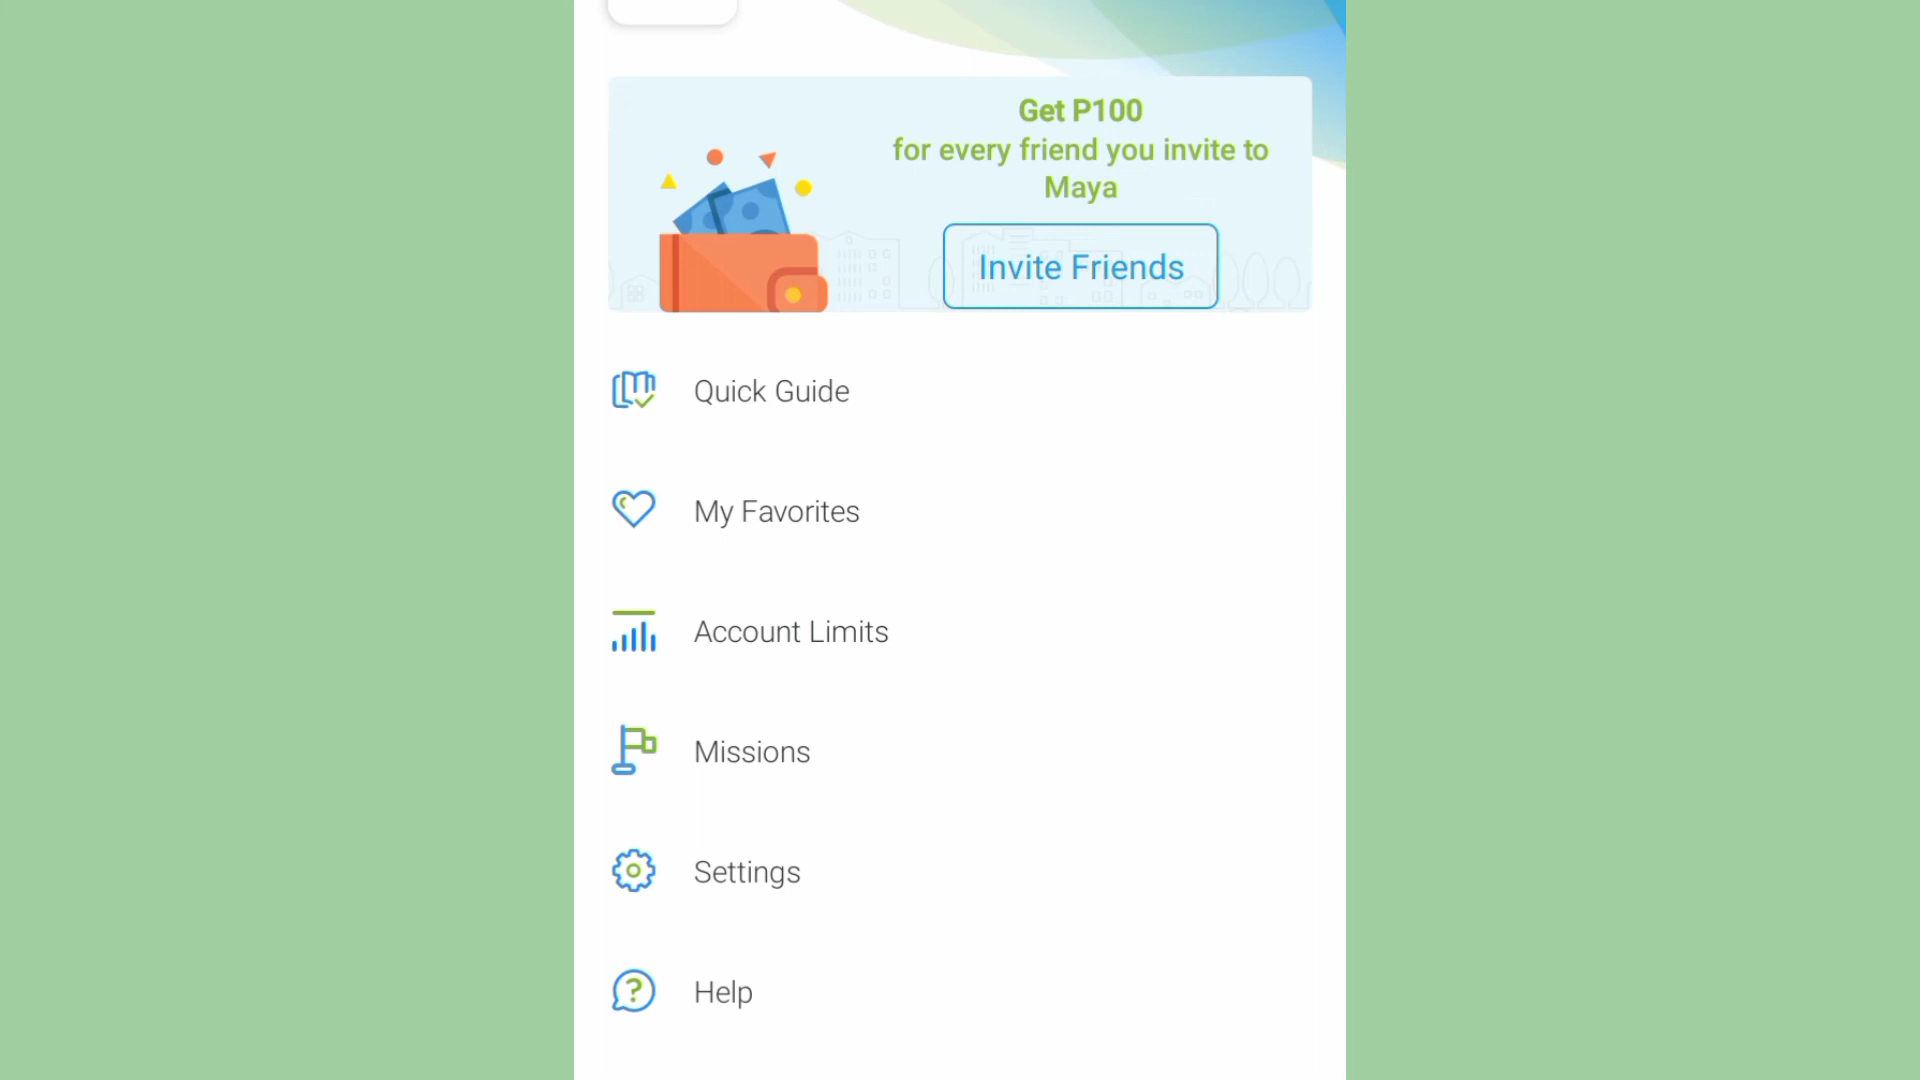 Get P100
for every friend you invite to
Maya
Invite Friends
Quick Guide
My Favorites
Account Limits
Missions
Settings
Help